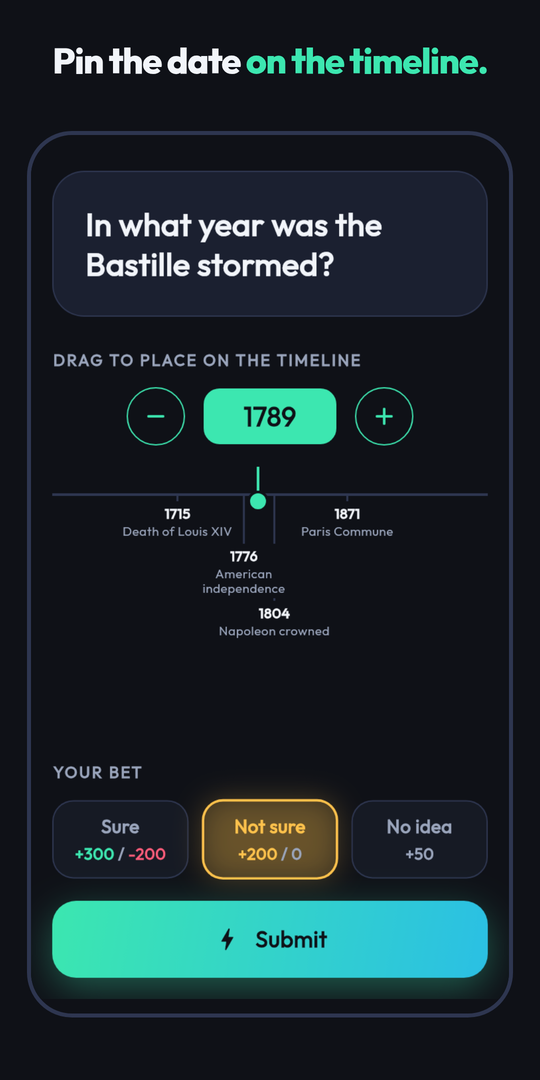 Pin the date on the timeline.
In what year was the
Bastille stormed?
DRAG TO PLACE ON THE TIMELINE
− 1789 +
1715
Death of Louis XIV
1871
Paris Commune
1776
American
independence
1804
Napoleon crowned
YOUR BET
Sure
+300 / -200
Not sure
+200 / 0
No idea
+50
Submit